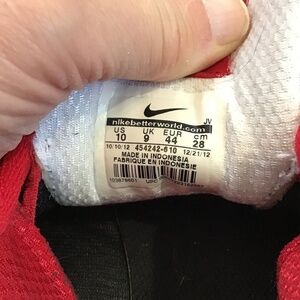 JV
nikebetterworld.com
US UK EUR cm
10 9 44 28
10/10/12 454242-610 12/21/12
MADE IN INDONESIA
FABRIQUE EN INDONESIE
UPC